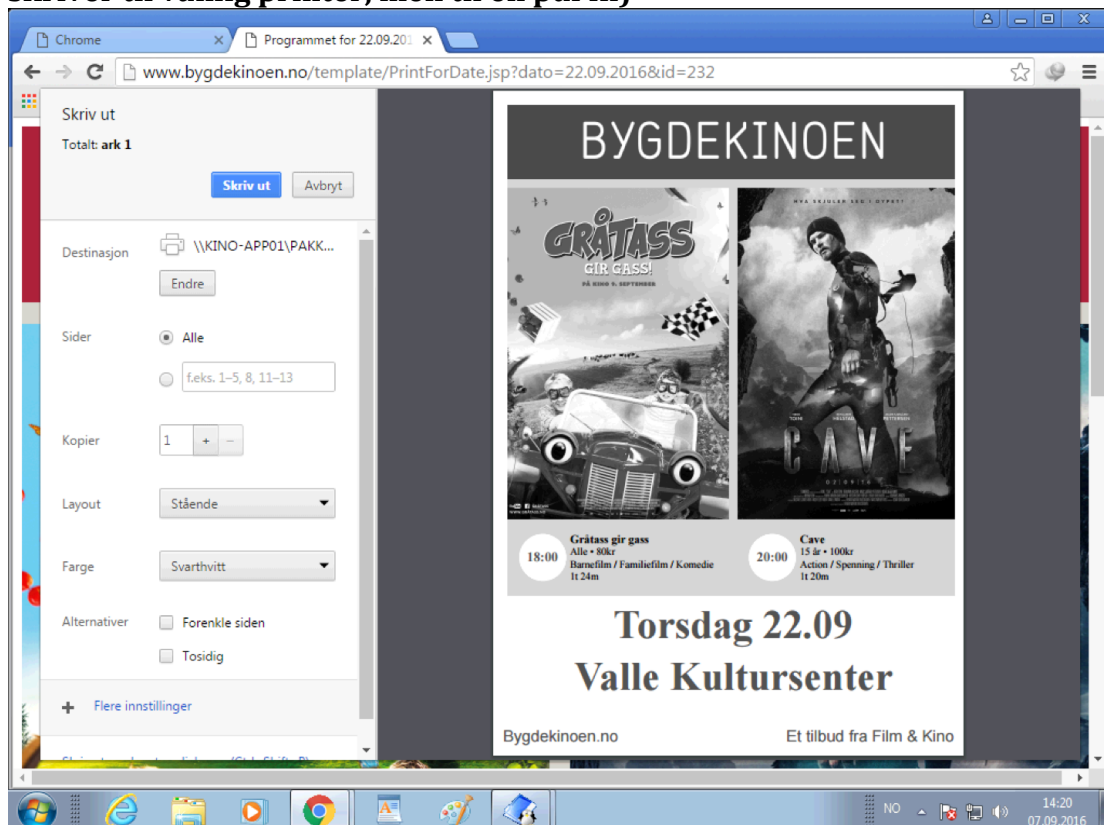 Chrome
Programmet for 22.09.201
www.bygdekinoen.no/template/PrintForDate.jsp?dato=22.09.2016&id=232
Skriv ut
Totalt: ark 1
Skriv ut Avbryt
Destinasjon \\KINO-APP01\PAKK...
Endre
Sider Alle
f.eks. 1–5, 8, 11–13
Kopier 1 + −
Layout Stående
Farge Svarthvitt
Alternativer Forenkle siden
Tosidig
+ Flere innstillinger
BYGDEKINOEN
GRÅTASS
GIR GASS!
PÅ KINO 9. SEPTEMBER
CAVE
18:00
Gråtass gir gass
Alle • 80kr
Barnefilm / Familiefilm / Komedie
1t 24m
20:00
Cave
15 år • 100kr
Action / Spenning / Thriller
1t 20m
Torsdag 22.09
Valle Kultursenter
Bygdekinoen.no Et tilbud fra Film & Kino
NO
14:20
07.09.2016